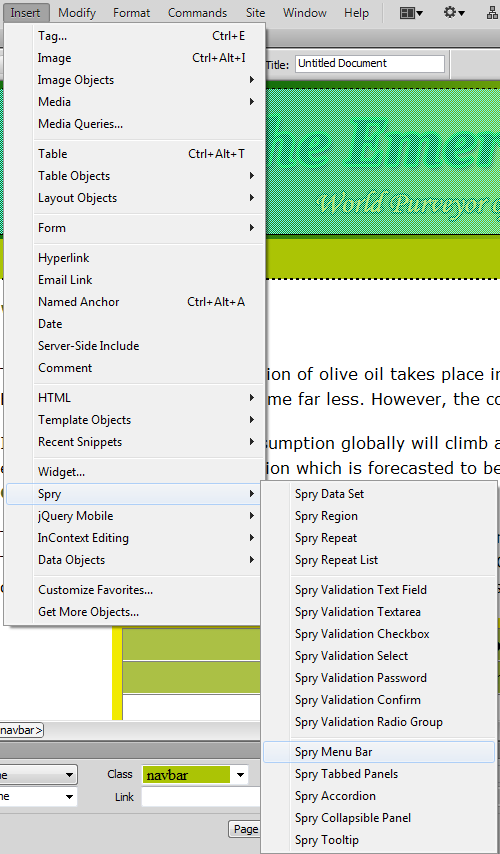 Insert Modify Format Commands Site Window Help
Tag... Ctrl+E
Image Ctrl+Alt+I
Image Objects
Media
Media Queries...
Table Ctrl+Alt+T
Table Objects
Layout Objects
Form
Hyperlink
Email Link
Named Anchor Ctrl+Alt+A
Date
Server-Side Include
Comment
HTML
Template Objects
Recent Snippets
Widget...
Spry
jQuery Mobile
InContext Editing
Data Objects
Customize Favorites...
Get More Objects...
Title: Untitled Document
he Emer
World Purveyor
ion of olive oil takes place i
me far less. However, the co
sumption globally will climb a
ion which is forecasted to be
Spry Data Set
Spry Region
Spry Repeat
Spry Repeat List
Spry Validation Text Field
Spry Validation Textarea
Spry Validation Checkbox
Spry Validation Select
Spry Validation Password
Spry Validation Confirm
Spry Validation Radio Group
Spry Menu Bar
Spry Tabbed Panels
Spry Accordion
Spry Collapsible Panel
Spry Tooltip
navbar>
ne Class navbar
ne Link
Page